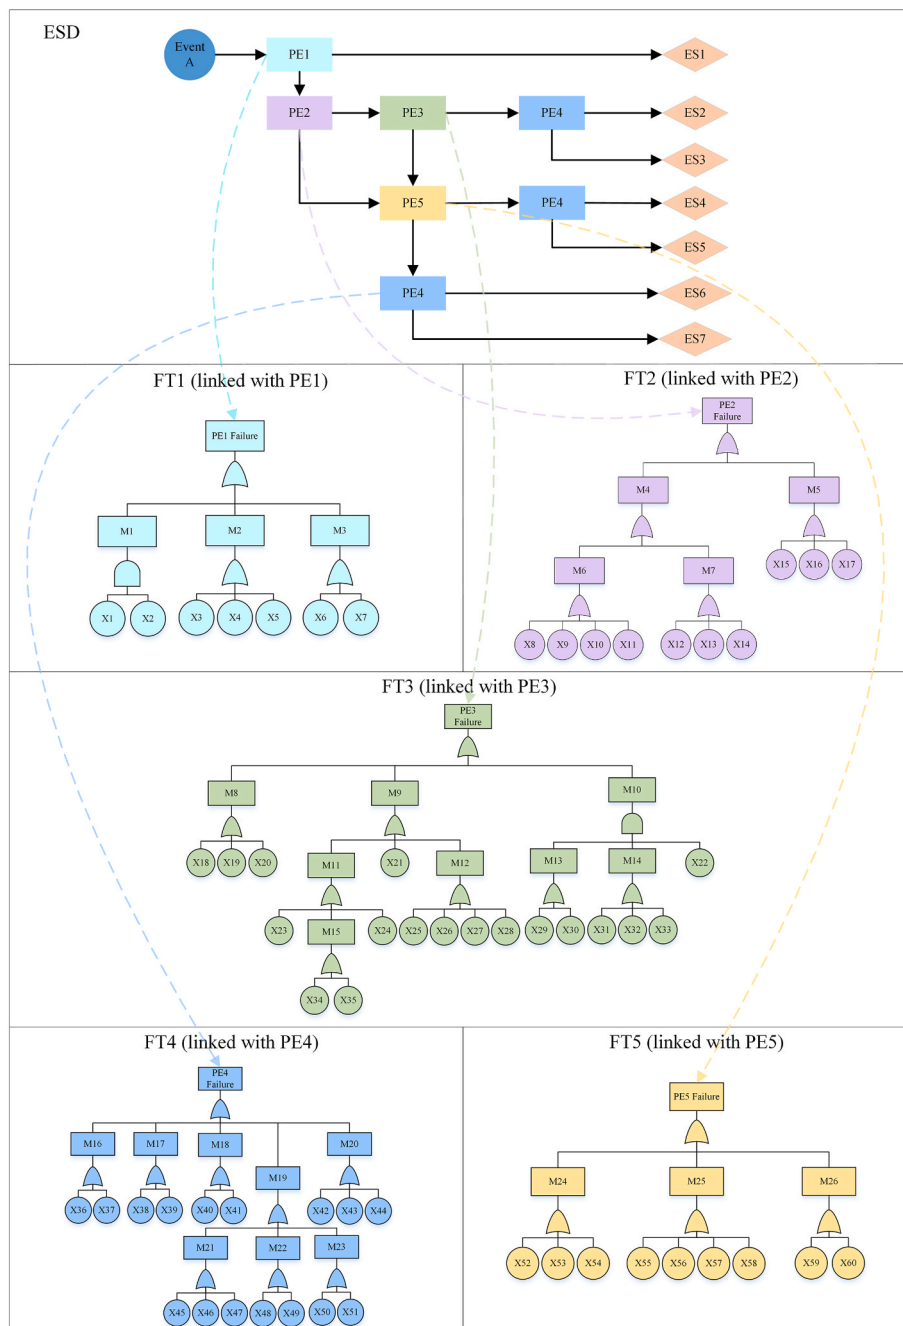 ESD
Event
A
PE1
ES1
PE2
PE3
PE4
ES2
ES3
PE5
PE4
ES4
ES5
PE4
ES6
ES7
FT1 (linked with PE1)
PE1 Failure
M1
M2
M3
X1
X2
X3
X4
X5
X6
X7
FT2 (linked with PE2)
PE2
Failure
M4
M5
X15
X16
X17
M6
M7
X8
X9
X10
X11
X12
X13
X14
FT3 (linked with PE3)
PE3
Failure
M8
M9
M10
X18
X19
X20
M11
X21
M12
M13
M14
X22
X23
M15
X24
X25
X26
X27
X28
X29
X30
X31
X32
X33
X34
X35
FT4 (linked with PE4)
PE4
Failure
M16
M17
M18
M19
M20
X36
X37
X38
X39
X40
X41
X42
X43
X44
M21
M22
M23
X45
X46
X47
X48
X49
X50
X51
FT5 (linked with PE5)
PE5 Failure
M24
M25
M26
X52
X53
X54
X55
X56
X57
X58
X59
X60